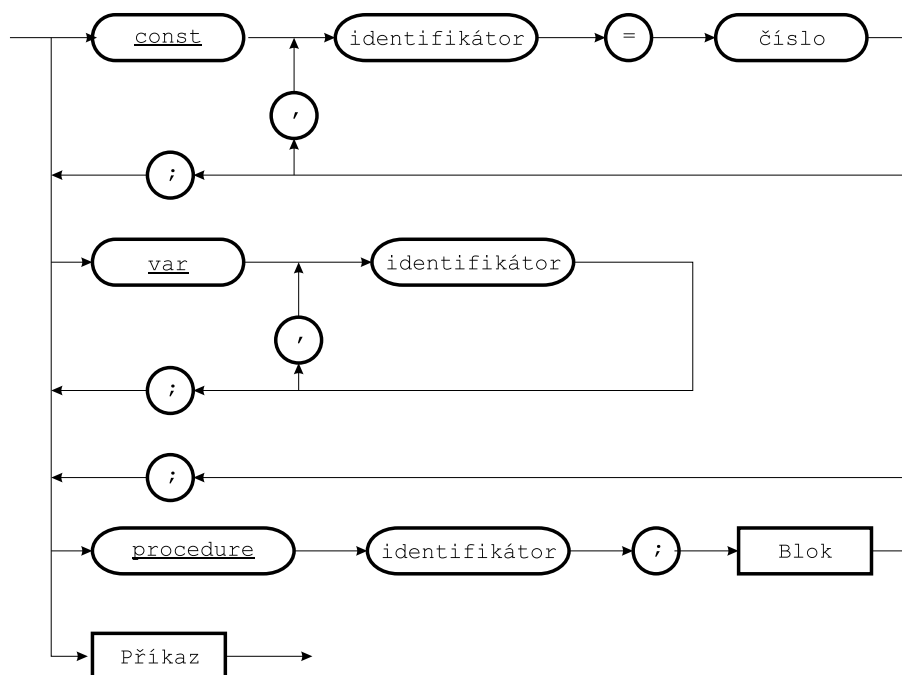 const identifikátor = číslo
,
;
var identifikátor
,
;
;
procedure identifikátor ; Blok
Příkaz